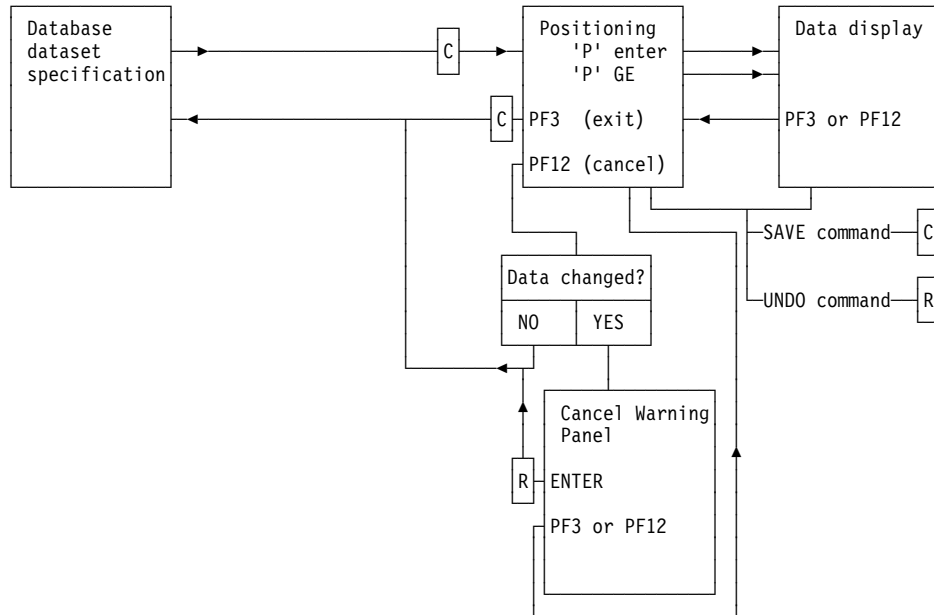 Database
dataset
specification
C
Positioning
'P' enter
'P' GE
Data display
C
PF3 (exit)
PF3 or PF12
PF12 (cancel)
SAVE command
C
Data changed?
UNDO command
R
NO
YES
Cancel Warning
Panel
R
ENTER
PF3 or PF12